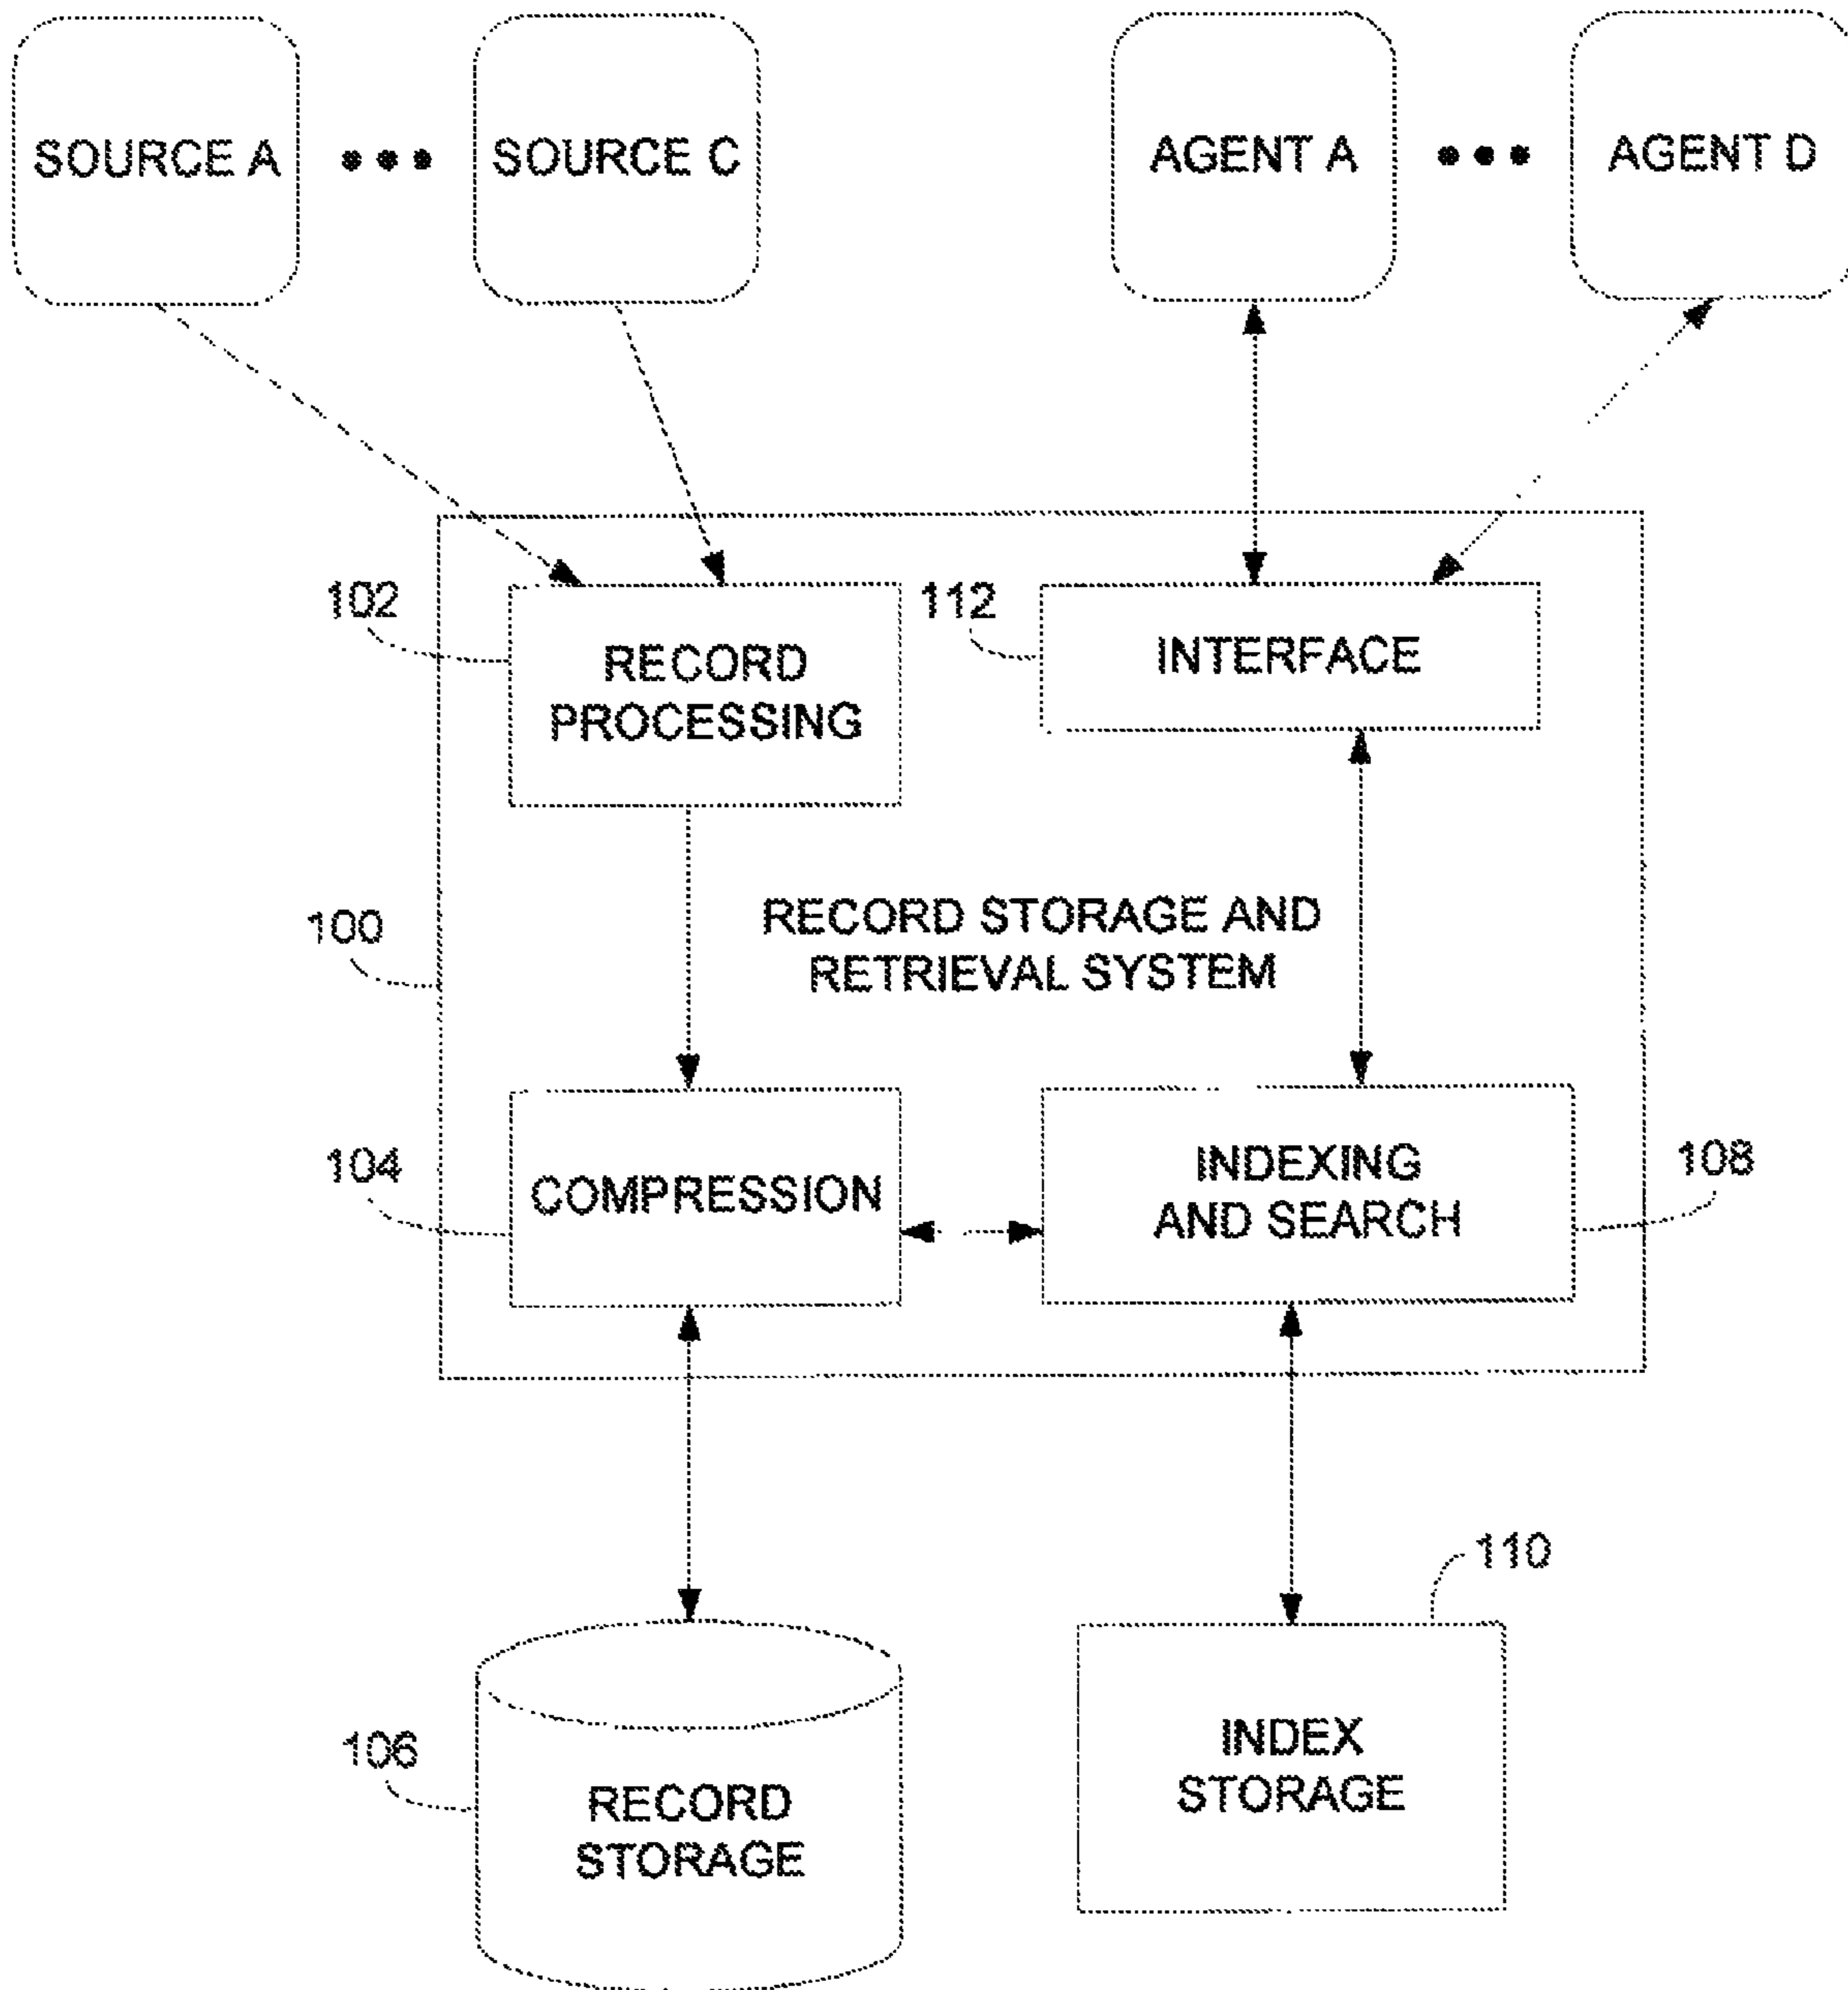 SOURCE A ••• SOURCE C
AGENT A ••• AGENT D
102
RECORD
PROCESSING
112
INTERFACE
100
RECORD STORAGE AND
RETRIEVAL SYSTEM
104
COMPRESSION
INDEXING
AND SEARCH
108
106
RECORD
STORAGE
110
INDEX
STORAGE